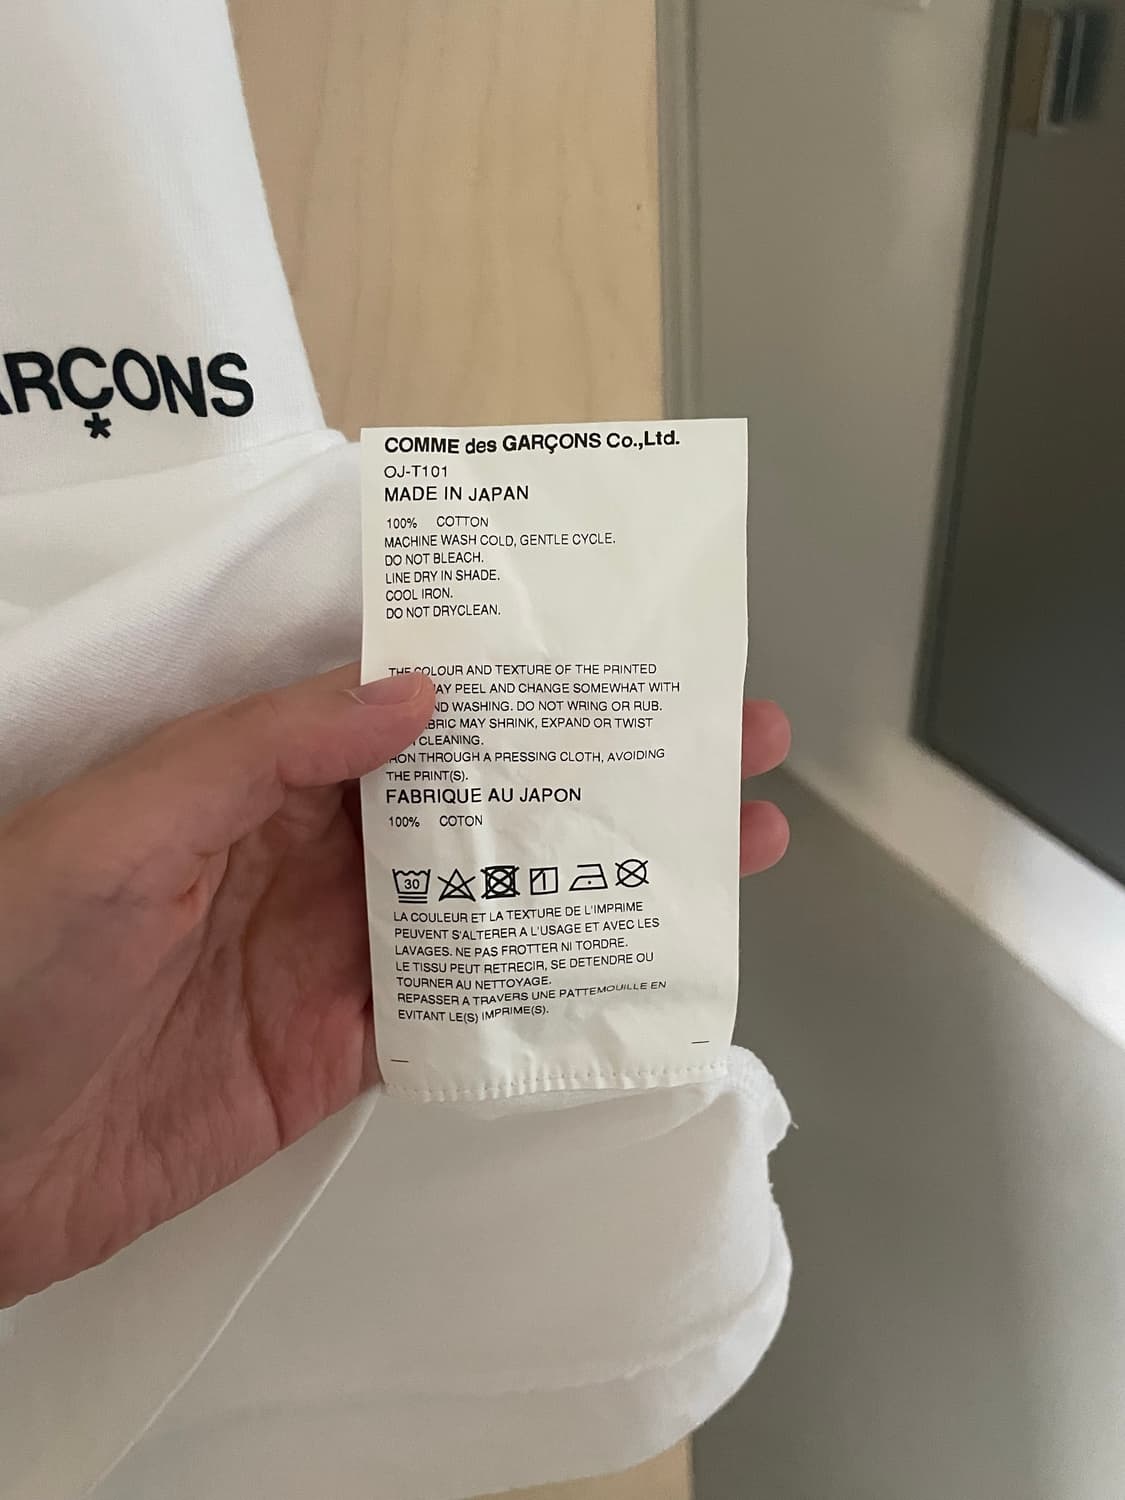 ARÇONS
*
COMME des GARÇONS Co.,Ltd.
OJ-T101
MADE IN JAPAN
100% COTTON
MACHINE WASH COLD, GENTLE CYCLE.
DO NOT BLEACH.
LINE DRY IN SHADE.
COOL IRON.
DO NOT DRYCLEAN.
THE COLOUR AND TEXTURE OF THE PRINTED
AY PEEL AND CHANGE SOMEWHAT WITH
ND WASHING. DO NOT WRING OR RUB.
BRIC MAY SHRINK, EXPAND OR TWIST
CLEANING.
RON THROUGH A PRESSING CLOTH, AVOIDING
THE PRINT(S).
FABRIQUE AU JAPON
100% COTON
30
LA COULEUR ET LA TEXTURE DE L'IMPRIME
PEUVENT S'ALTERER A L'USAGE ET AVEC LES
LAVAGES. NE PAS FROTTER NI TORDRE.
LE TISSU PEUT RETRECIR, SE DETENDRE OU
TOURNER AU NETTOYAGE.
REPASSER A TRAVERS UNE PATTEMOUILLE EN
EVITANT LE(S) IMPRIME(S).